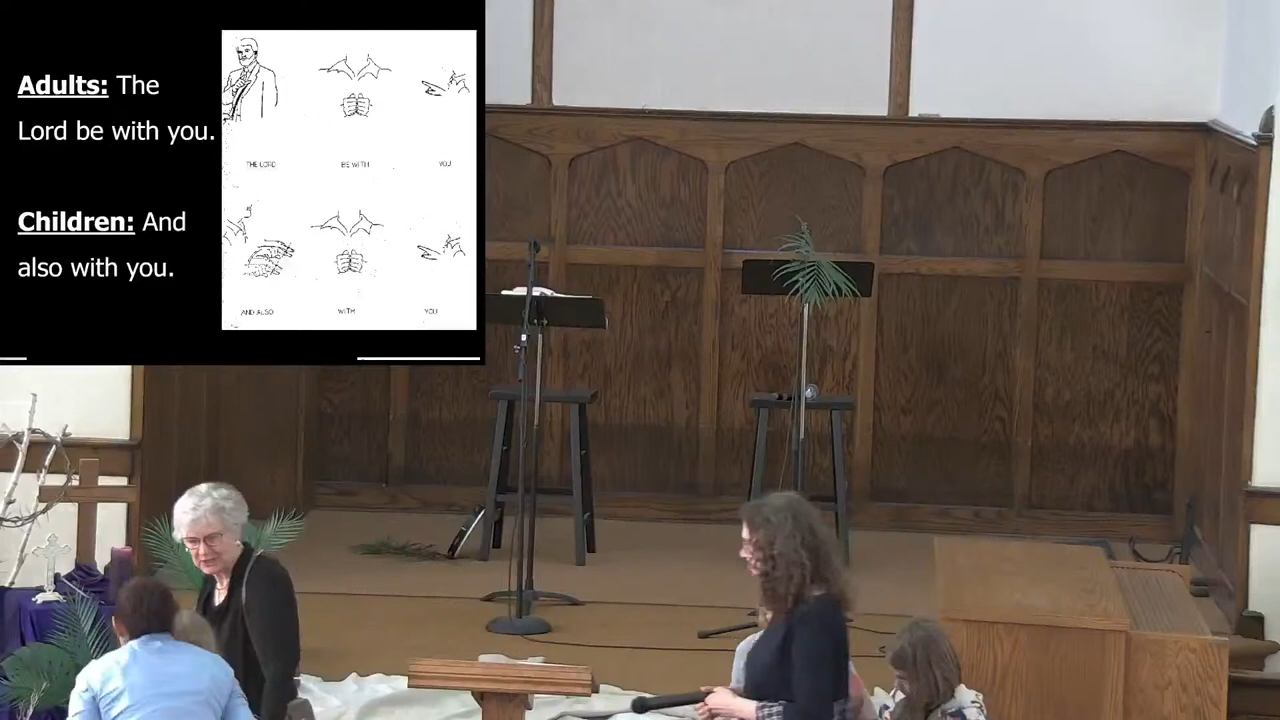 Adults: The
Lord be with you.
THE LORD BE WITH YOU
Children: And
also with you.
AND ALSO WITH YOU